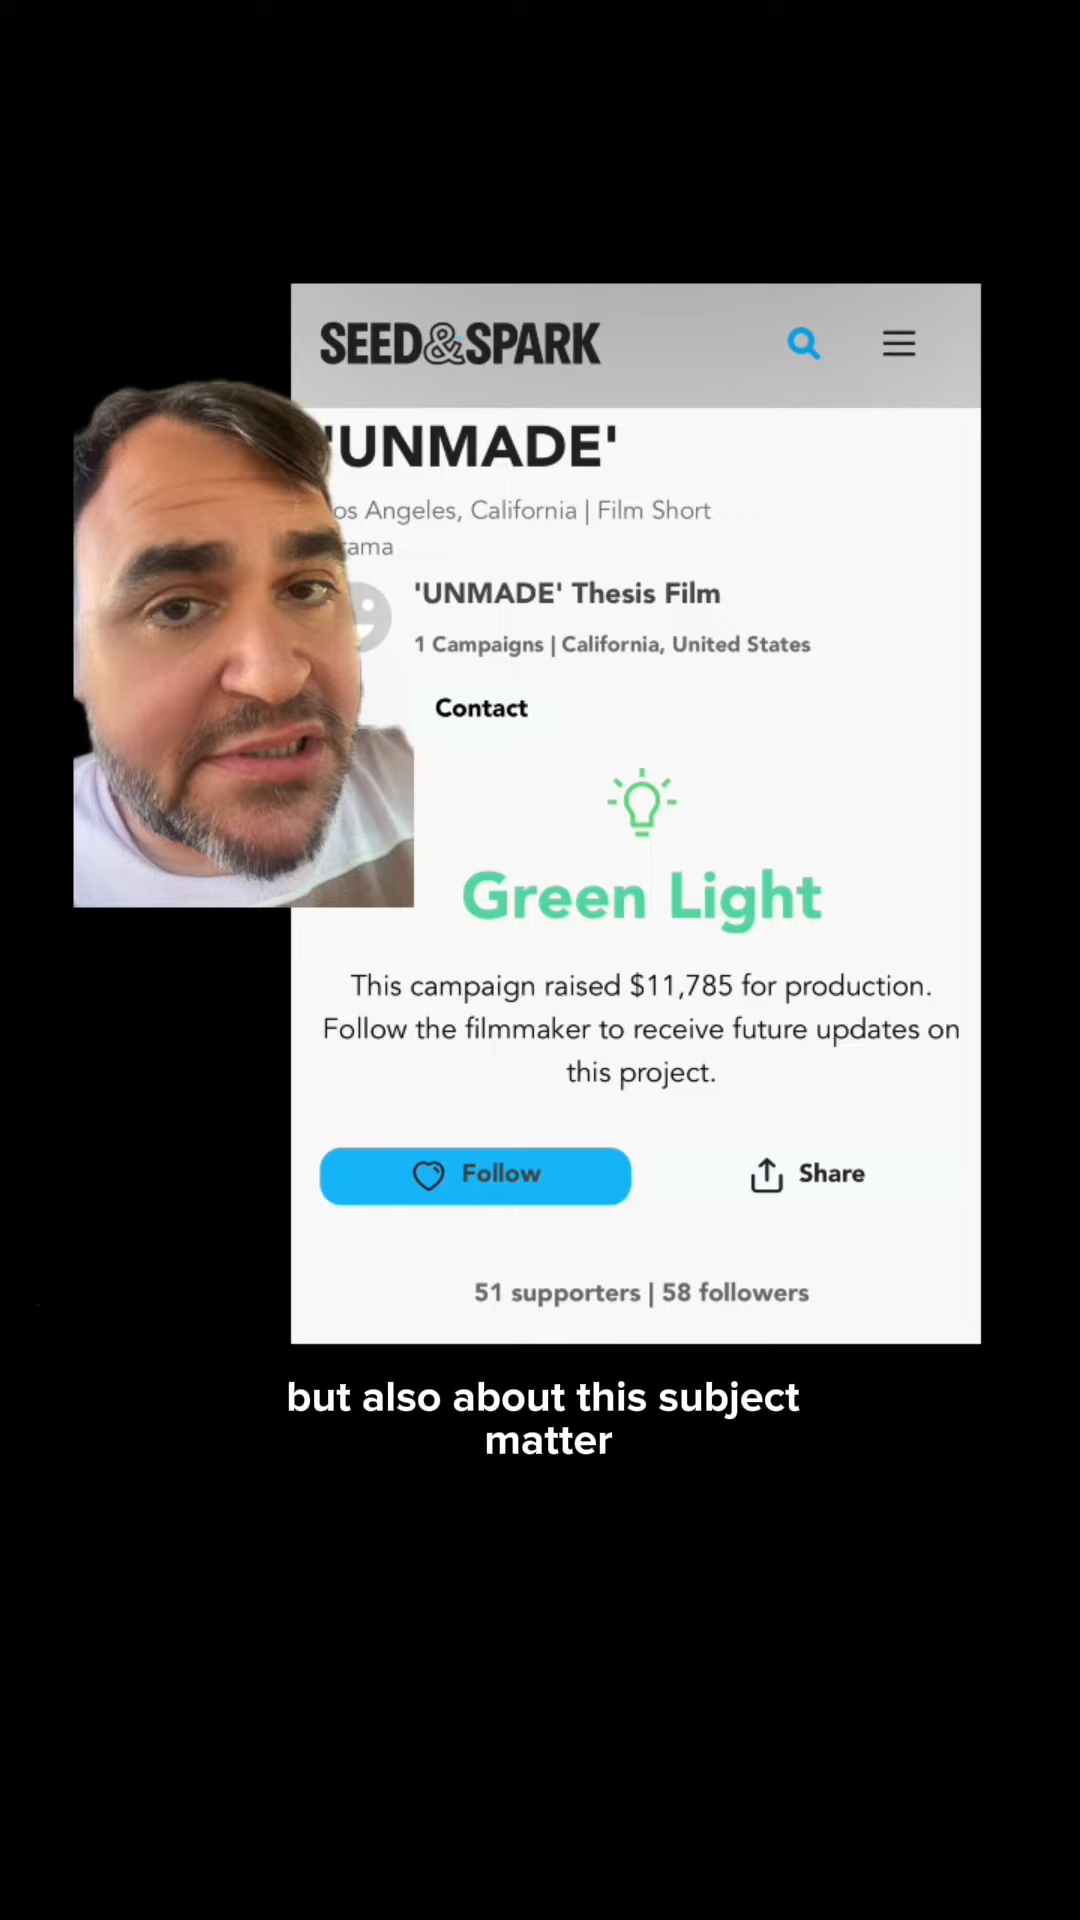 SEED&SPARK
'UNMADE'
os Angeles, California | Film Short
ama
'UNMADE' Thesis Film
1 Campaigns | California, United States
Contact
Green Light
This campaign raised $11,785 for production.
Follow the filmmaker to receive future updates on
this project.
Follow
Share
51 supporters | 58 followers
but also about this subject
matter